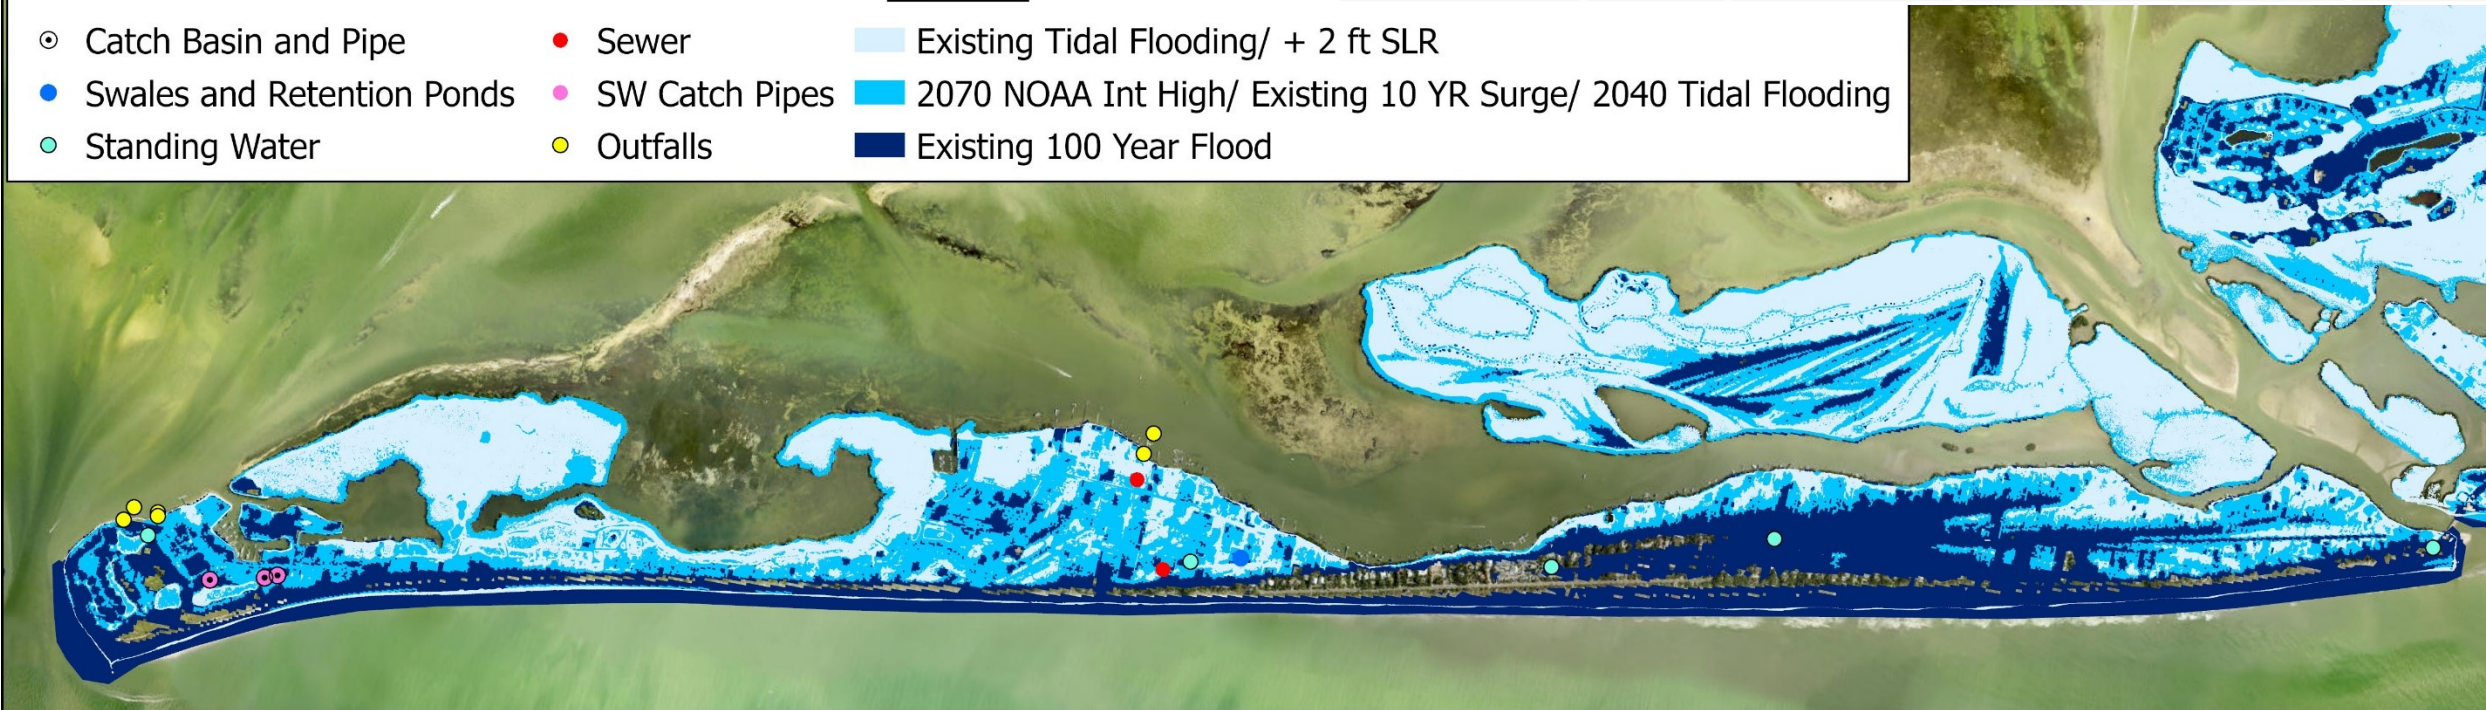 Catch Basin and Pipe
Sewer
Existing Tidal Flooding/ + 2 ft SLR
Swales and Retention Ponds
SW Catch Pipes
2070 NOAA Int High/ Existing 10 YR Surge/ 2040 Tidal Flooding
Standing Water
Outfalls
Existing 100 Year Flood